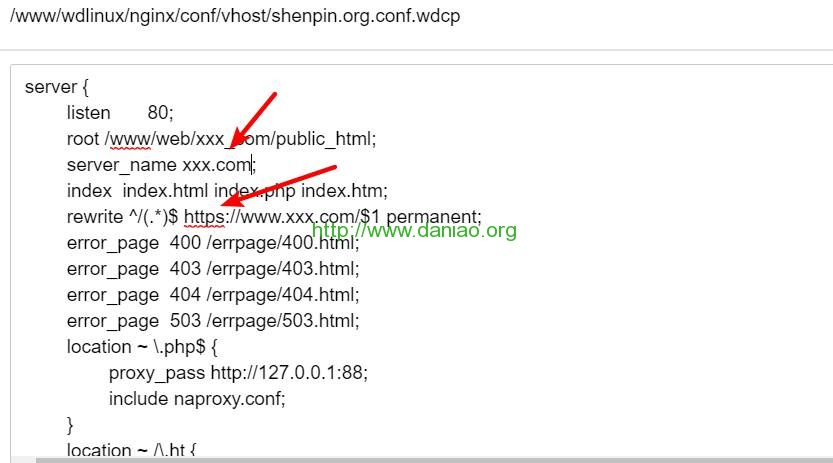 /www/wdlinux/nginx/conf/vhost/shenpin.org.conf.wdcp
server {
listen 80;
root /www/web/xxx_com/public_html;
server_name xxx.com;
index index.html index.php index.htm;
rewrite ^/(.*)$ https://www.xxx.com/$1 permanent;
http://www.daniao.org
error_page 400 /errpage/400.html;
error_page 403 /errpage/403.html;
error_page 404 /errpage/404.html;
error_page 503 /errpage/503.html;
location ~ \.php$ {
proxy_pass http://127.0.0.1:88;
include naproxy.conf;
}
location ~ /\.ht {